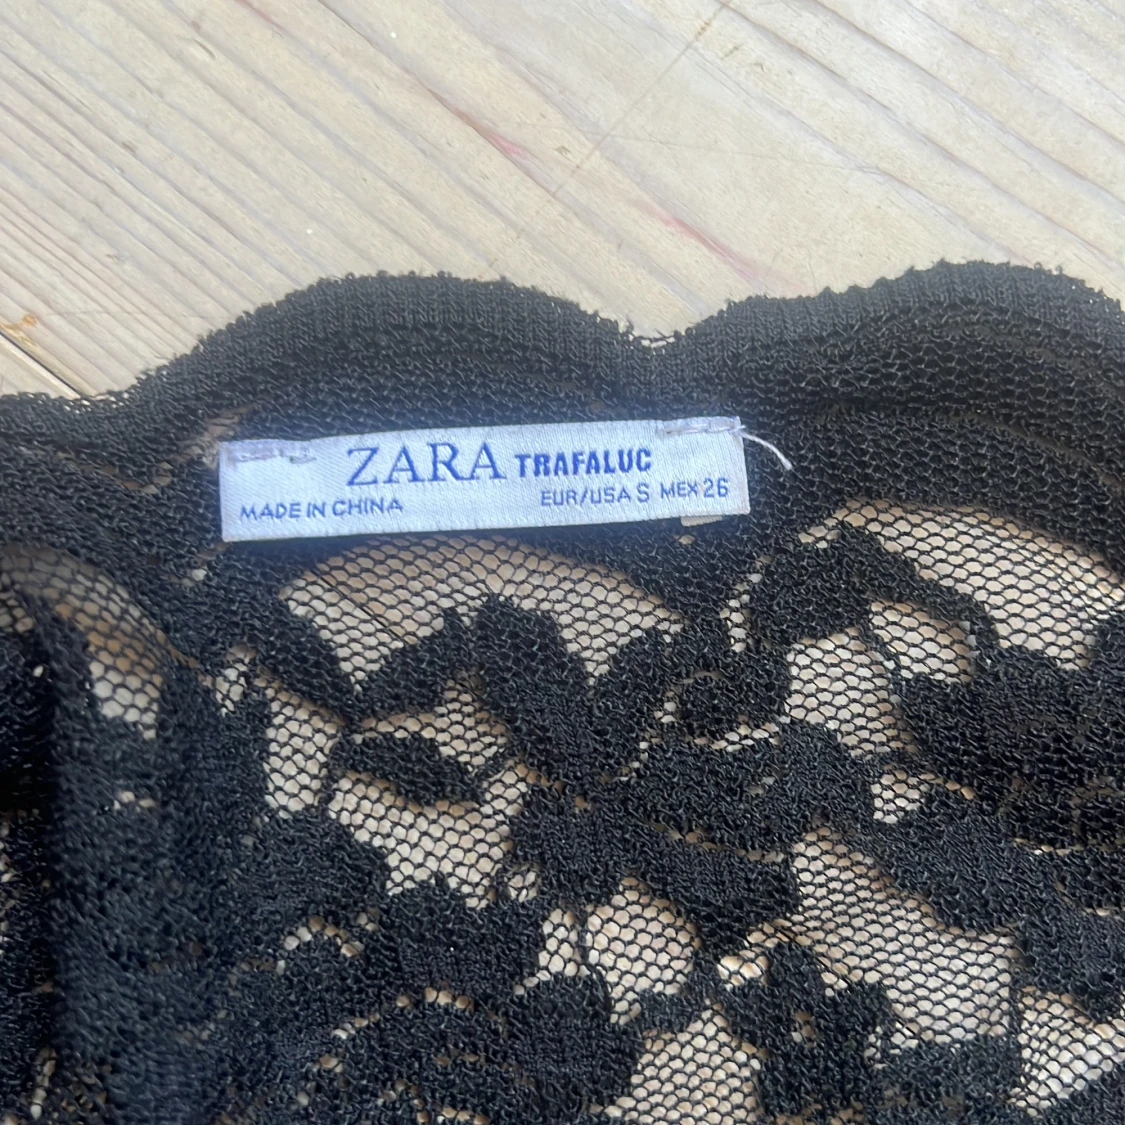 ZARA TRAFALUC
MADE IN CHINA EUR/USA S MEX 26